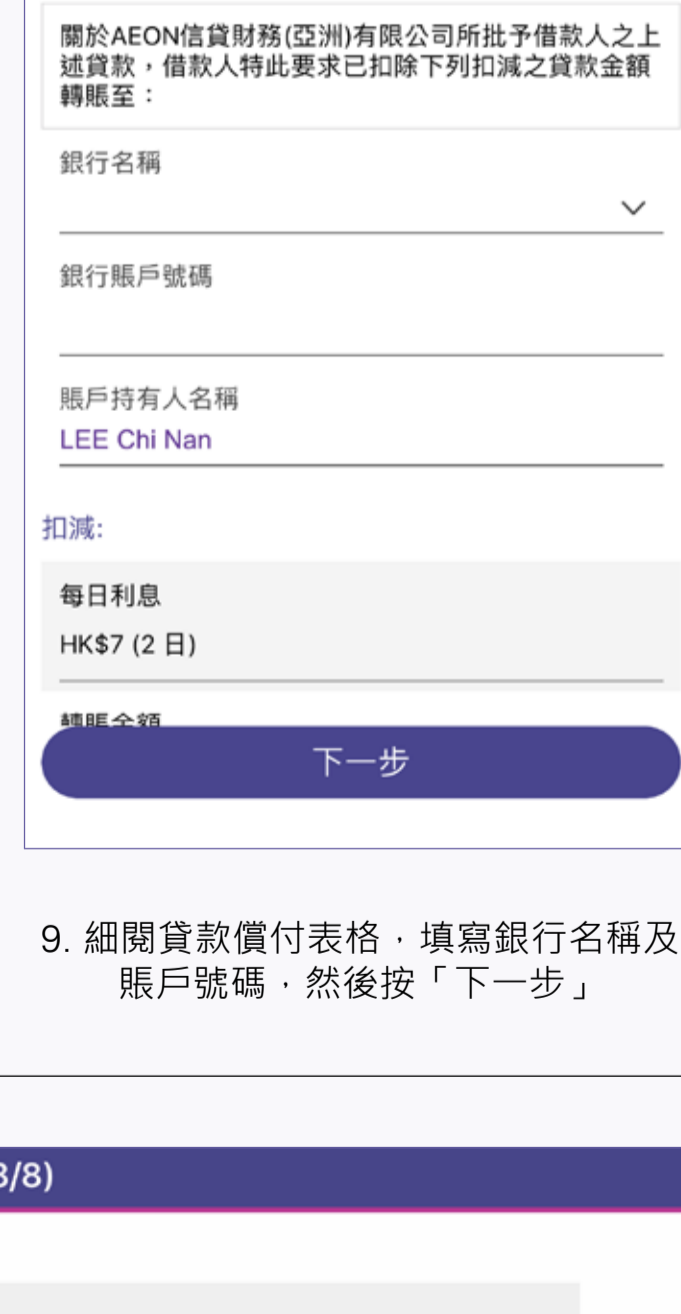 關於AEON信貸財務(亞洲)有限公司所批予借款人之上
述貸款，借款人特此要求已扣除下列扣減之貸款金額
轉賬至：
銀行名稱
銀行賬戶號碼
賬戶持有人名稱
LEE Chi Nan
扣減:
每日利息
HK$7 (2 日)
轉賬金額
下一步
9. 細閱貸款償付表格，填寫銀行名稱及
賬戶號碼，然後按「下一步」
/8)